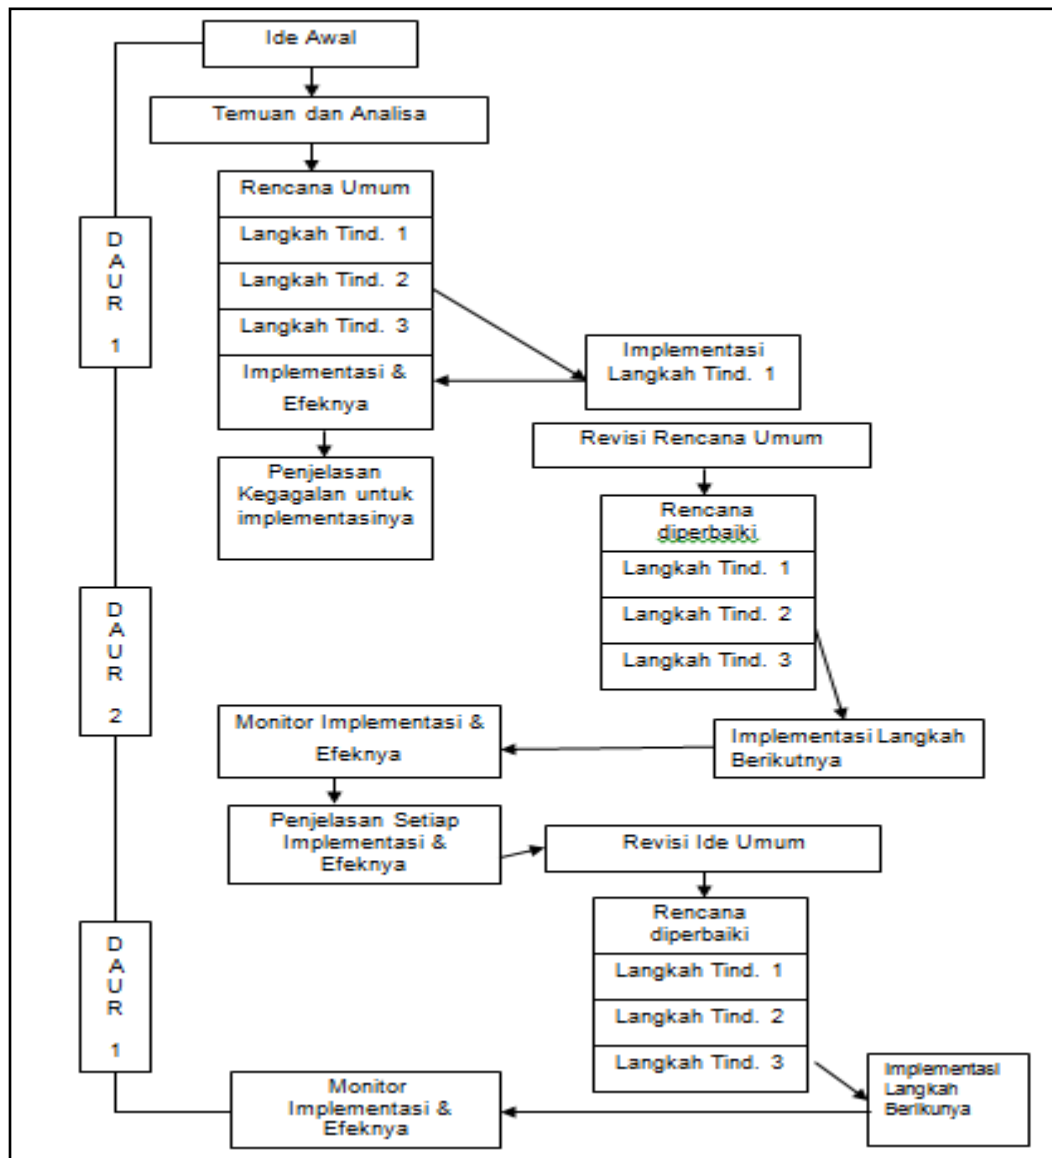 Ide Awal
Temuan dan Analisa
Rencana Umum
Langkah Tind. 1
Langkah Tind. 2
Langkah Tind. 3
Implementasi &
Efeknya
D
A
U
R
1
Implementasi
Langkah Tind. 1
Penjelasan
Kegagalan untuk
implementasinya
Revisi Rencana Umum
Rencana
diperbaiki
Langkah Tind. 1
Langkah Tind. 2
Langkah Tind. 3
D
A
U
R
2
Implementasi Langkah
Berikutnya
Monitor Implementasi &
Efeknya
Penjelasan Setiap
Implementasi &
Efeknya
Revisi Ide Umum
Rencana
diperbaiki
Langkah Tind. 1
Langkah Tind. 2
Langkah Tind. 3
D
A
U
R
1
Implementasi
Langkah
Berikunya
Monitor
Implementasi &
Efeknya